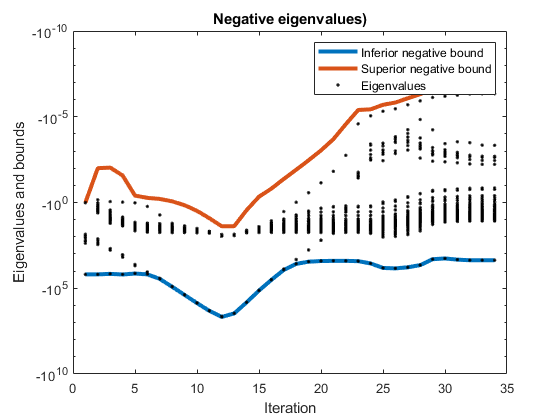 Negative eigenvalues)
-10^-10
Inferior negative bound
Superior negative bound
Eigenvalues
-10^-5
-10^0
-10^5
-10^10
Eigenvalues and bounds
0 5 10 15 20 25 30 35
Iteration